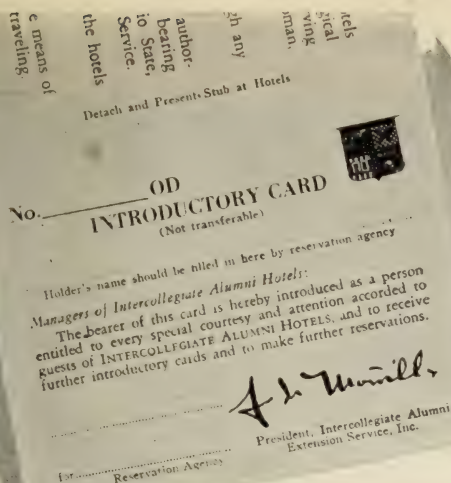 tels
gical
ving
oman.
gh any
author-
bearing
io State,
Service.
the hotels
e means of
traveling.
Detach and Present Stub at Hotels
No. OD
INTRODUCTORY CARD
(Not transferable)
Holder's name should be filled in here by reservation agency
Managers of Intercollegiate Alumni Hotels:
The bearer of this card is hereby introduced as a person
entitled to every special courtesy and attention accorded to
guests of INTERCOLLEGIATE ALUMNI HOTELS, and to receive
further introductory cards and to make further reservations.
President, Intercollegiate Alumni
Extension Service, Inc.
for
Reservation Agency